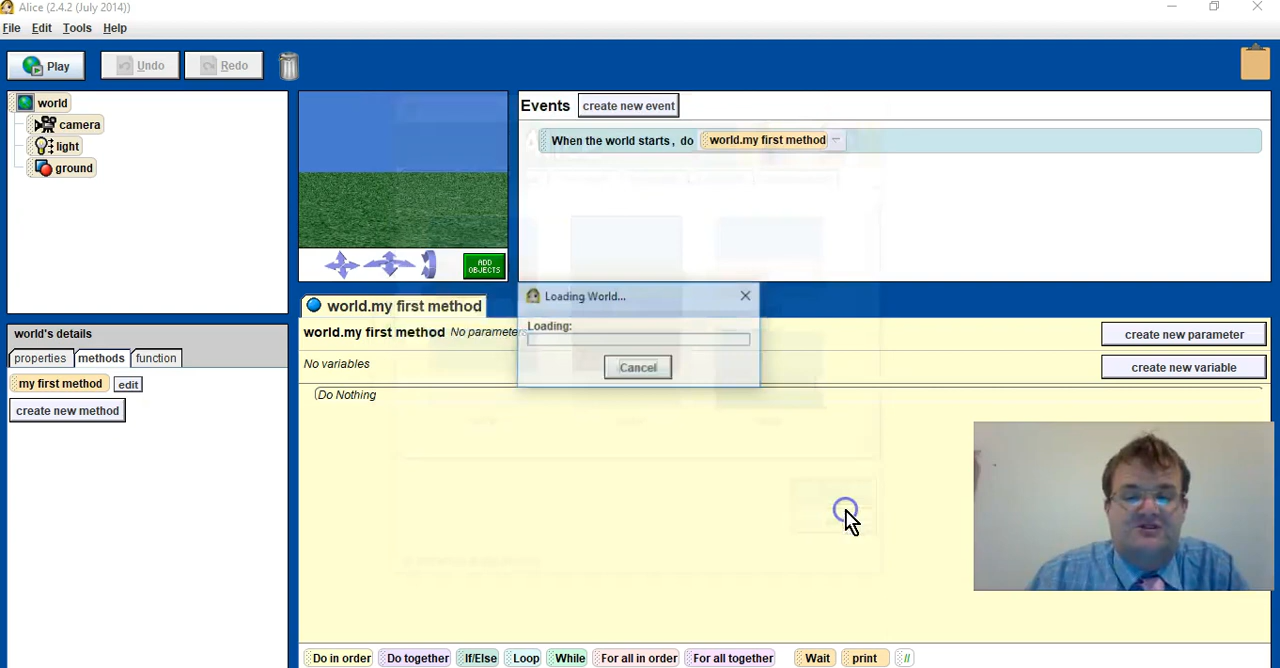 Alice (2.4.2 (July 2014))
File Edit Tools Help
Play Undo Redo
world
camera
light
ground
ADD OBJECTS
Events create new event
When the world starts, do world.my first method
Loading World...
Loading:
Cancel
world's details
properties methods function
my first method edit
create new method
world.my first method
world.my first method No parameters
create new parameter
No variables
create new variable
(Do Nothing
Do in order Do together If/Else Loop While For all in order For all together Wait print //